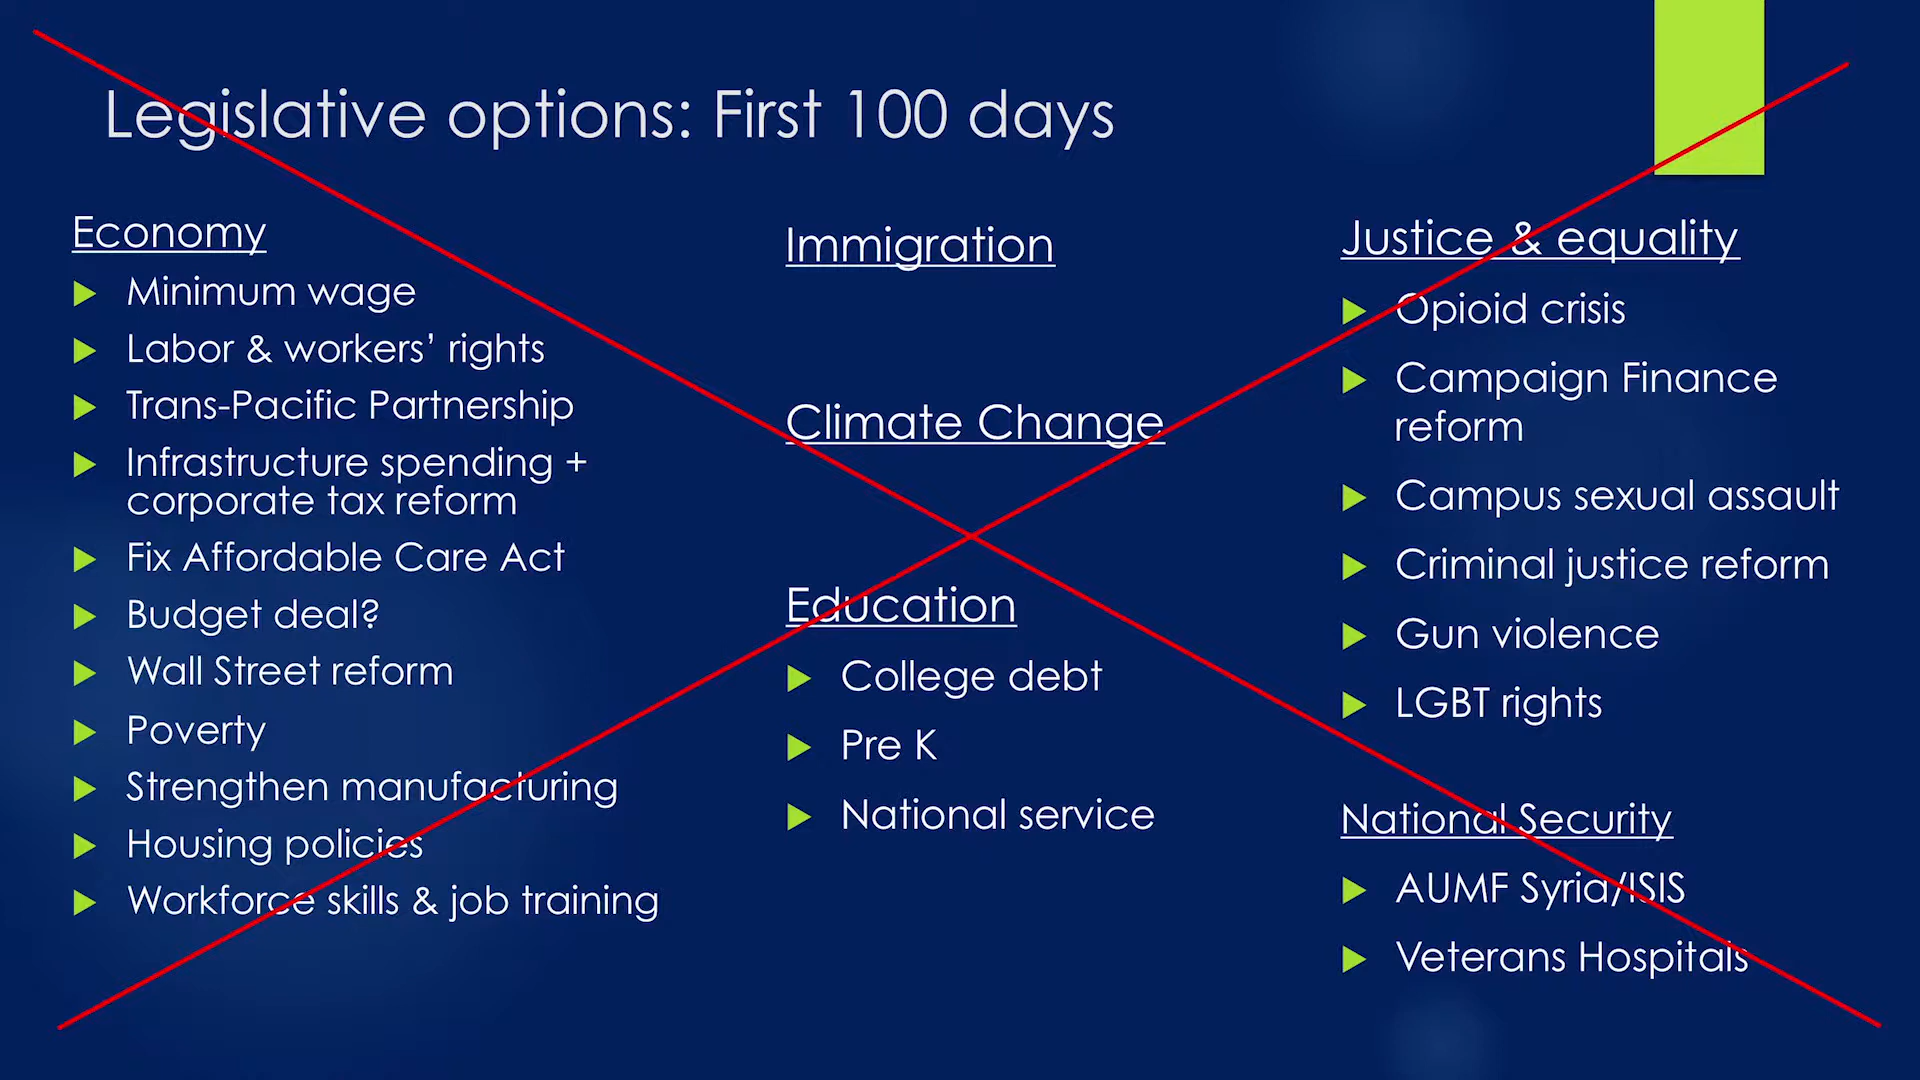 Legislative options: First 100 days
Economy
Minimum wage
Labor & workers’ rights
Trans-Pacific Partnership
Infrastructure spending +
corporate tax reform
Fix Affordable Care Act
Budget deal?
Wall Street reform
Poverty
Strengthen manufacturing
Housing policies
Workforce skills & job training
Immigration
Climate Change
Education
College debt
Pre K
National service
Justice & equality
Opioid crisis
Campaign Finance
reform
Campus sexual assault
Criminal justice reform
Gun violence
LGBT rights
National Security
AUMF Syria/ISIS
Veterans Hospitals